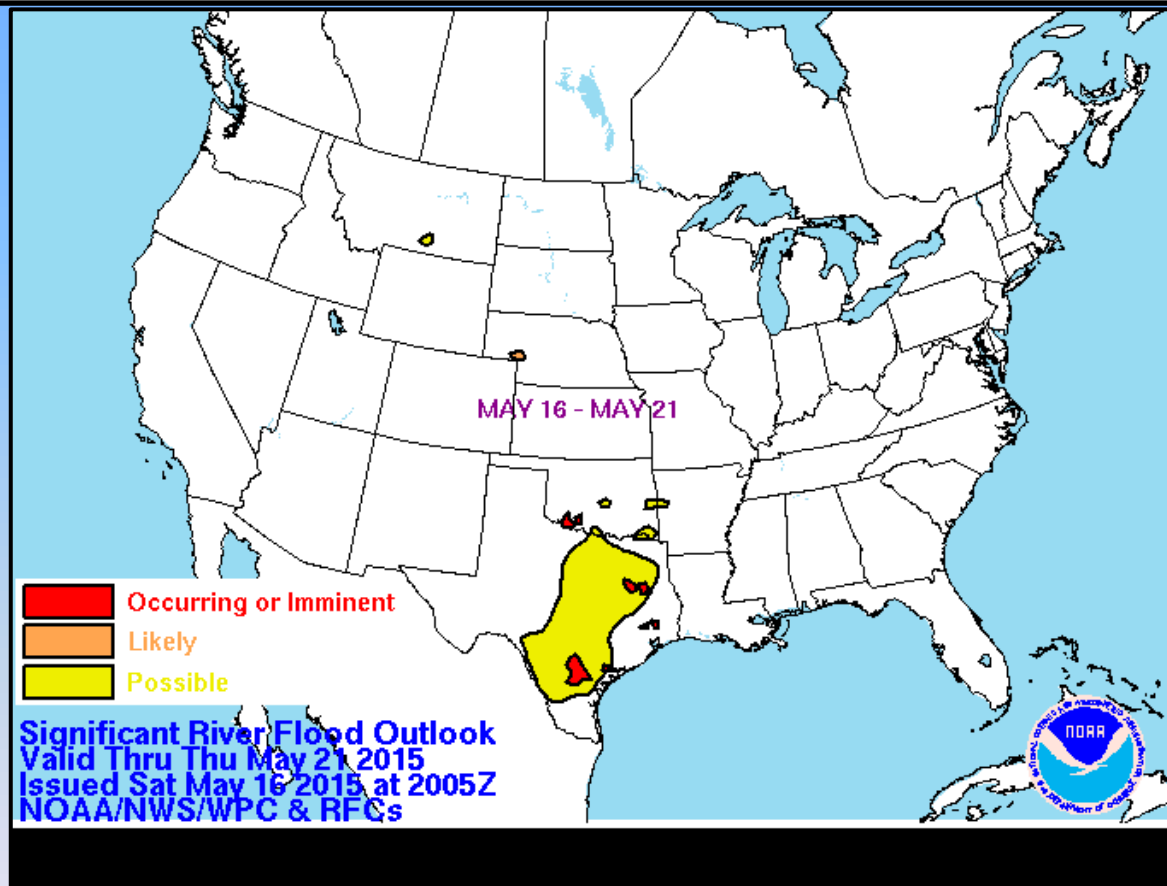 MAY 16 - MAY 21
Occurring or Imminent
Likely
Possible
Significant River Flood Outlook
Valid Thru Thu May 21 2015
Issued Sat May 16 2015 at 2005Z
NOAA/NWS/WPC & RFCs
NOAA